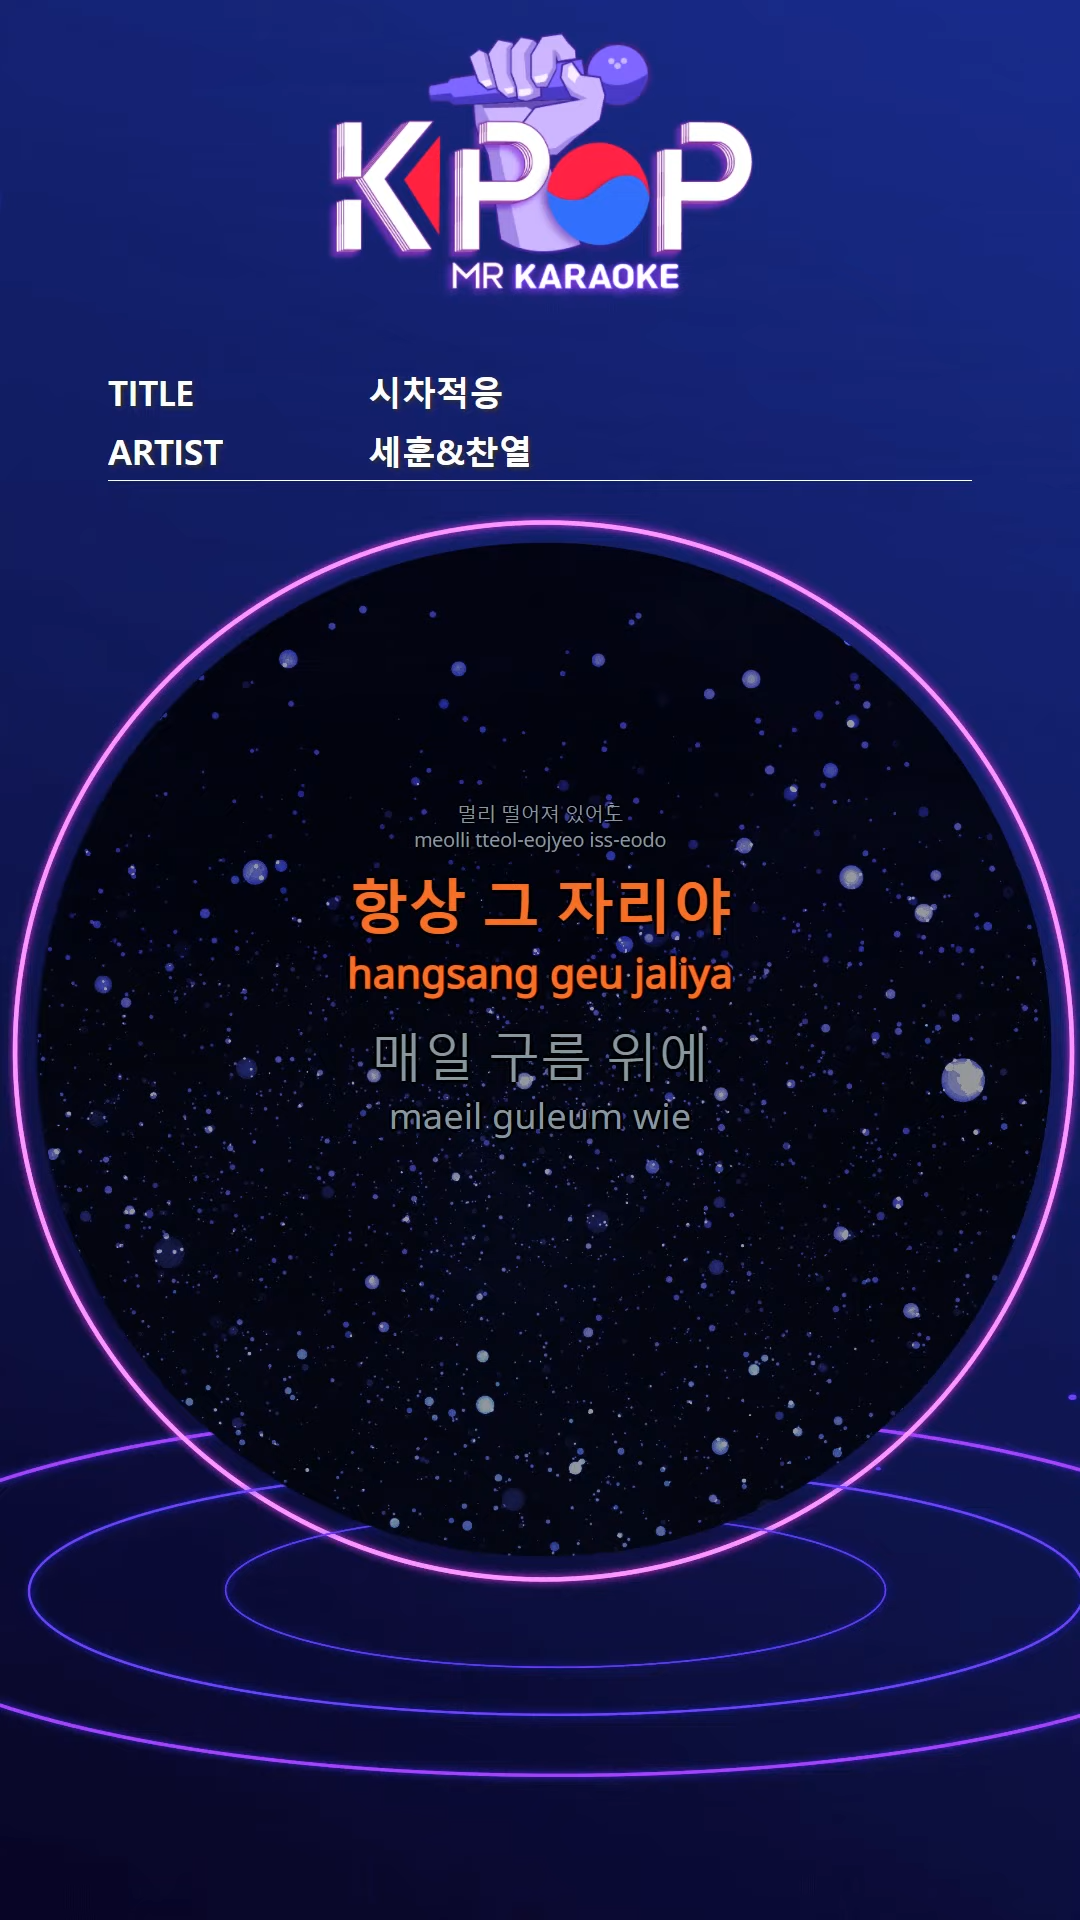 KPOP
MR KARAOKE
TITLE 시차적응
ARTIST 세훈&찬열
멀리 떨어져 있어도
meolli tteol-eojyeo iss-eodo
항상 그 자리야
hangsang geu jaliya
매일 구름 위에
maeil guleum wie